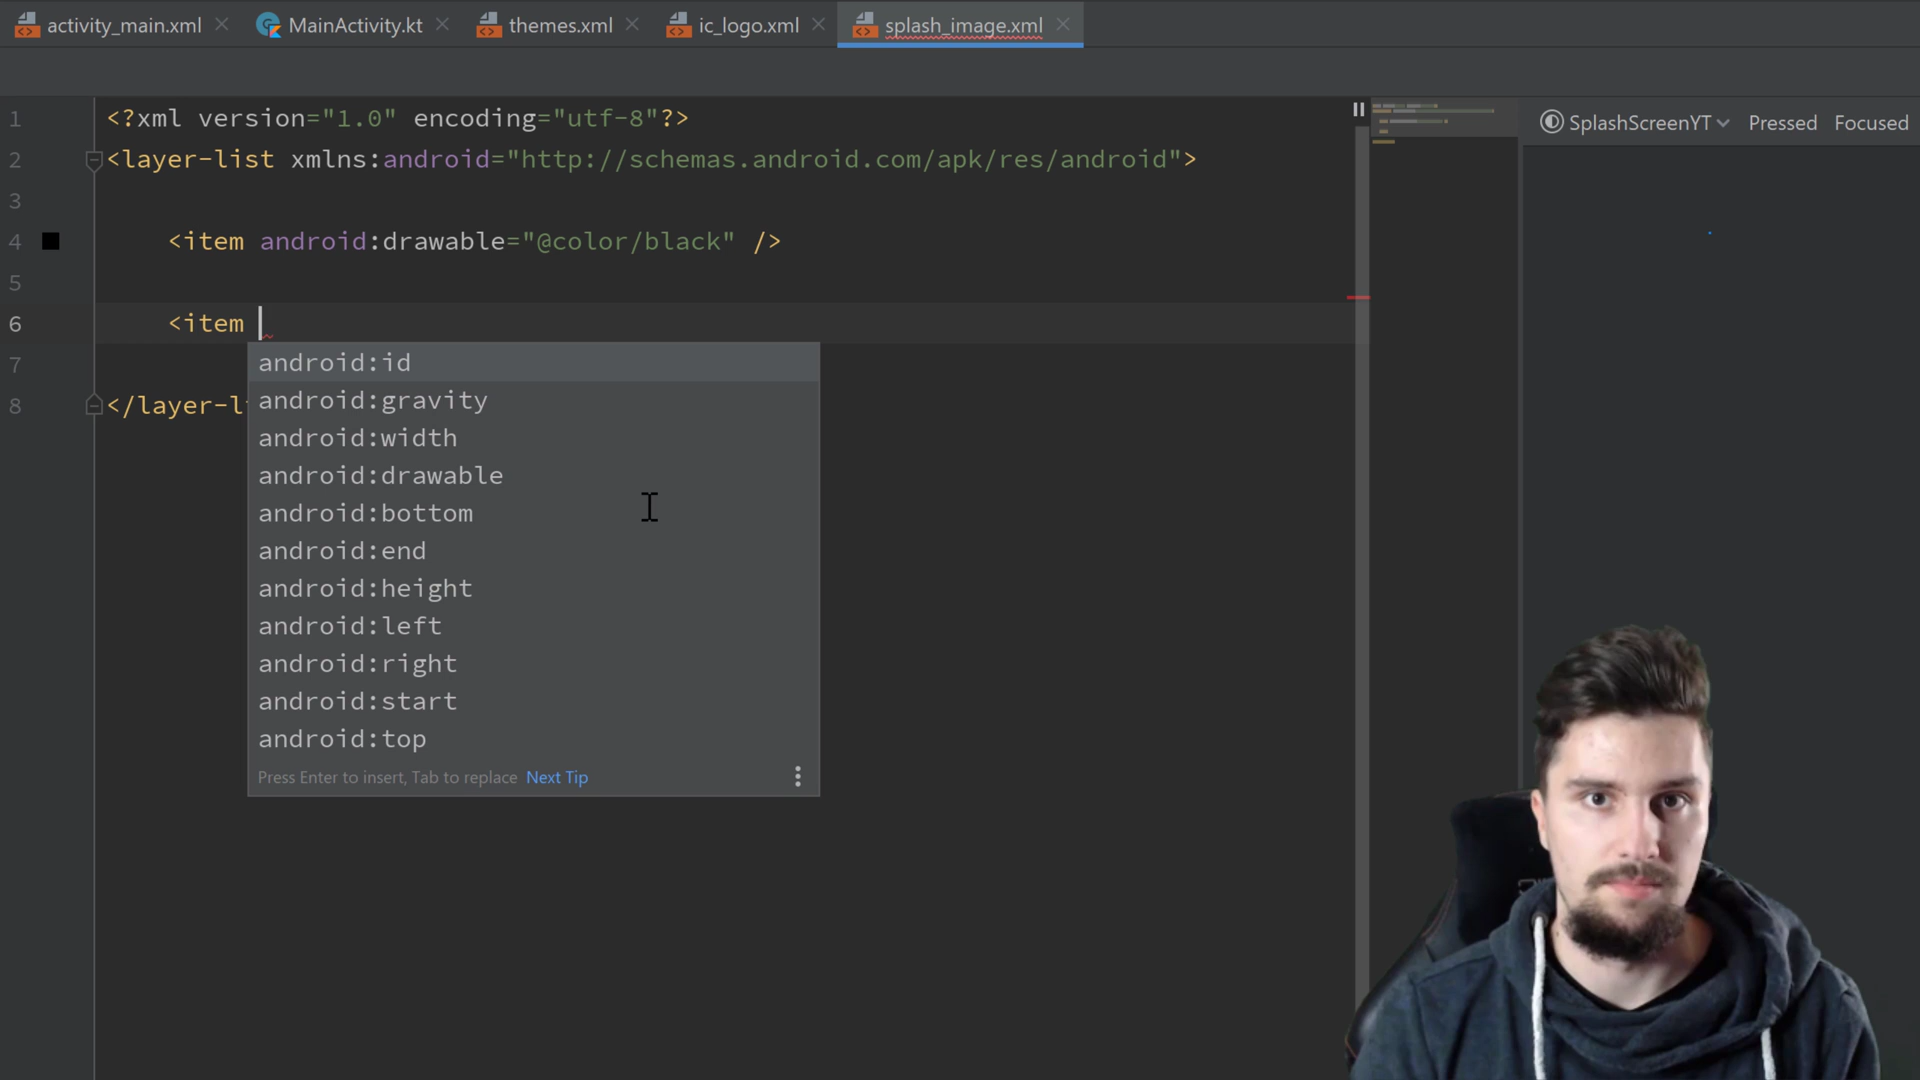 activity_main.xml MainActivity.kt themes.xml ic_logo.xml splash_image.xml
SplashScreenYT Pressed Focused
1 <?xml version="1.0" encoding="utf-8"?>
2 <layer-list xmlns:android="http://schemas.android.com/apk/res/android">
3
4 <item android:drawable="@color/black" />
5
6 <item
7
8 </layer-li
android:id
android:gravity
android:width
android:drawable
android:bottom
android:end
android:height
android:left
android:right
android:start
android:top
Press Enter to insert, Tab to replace Next Tip